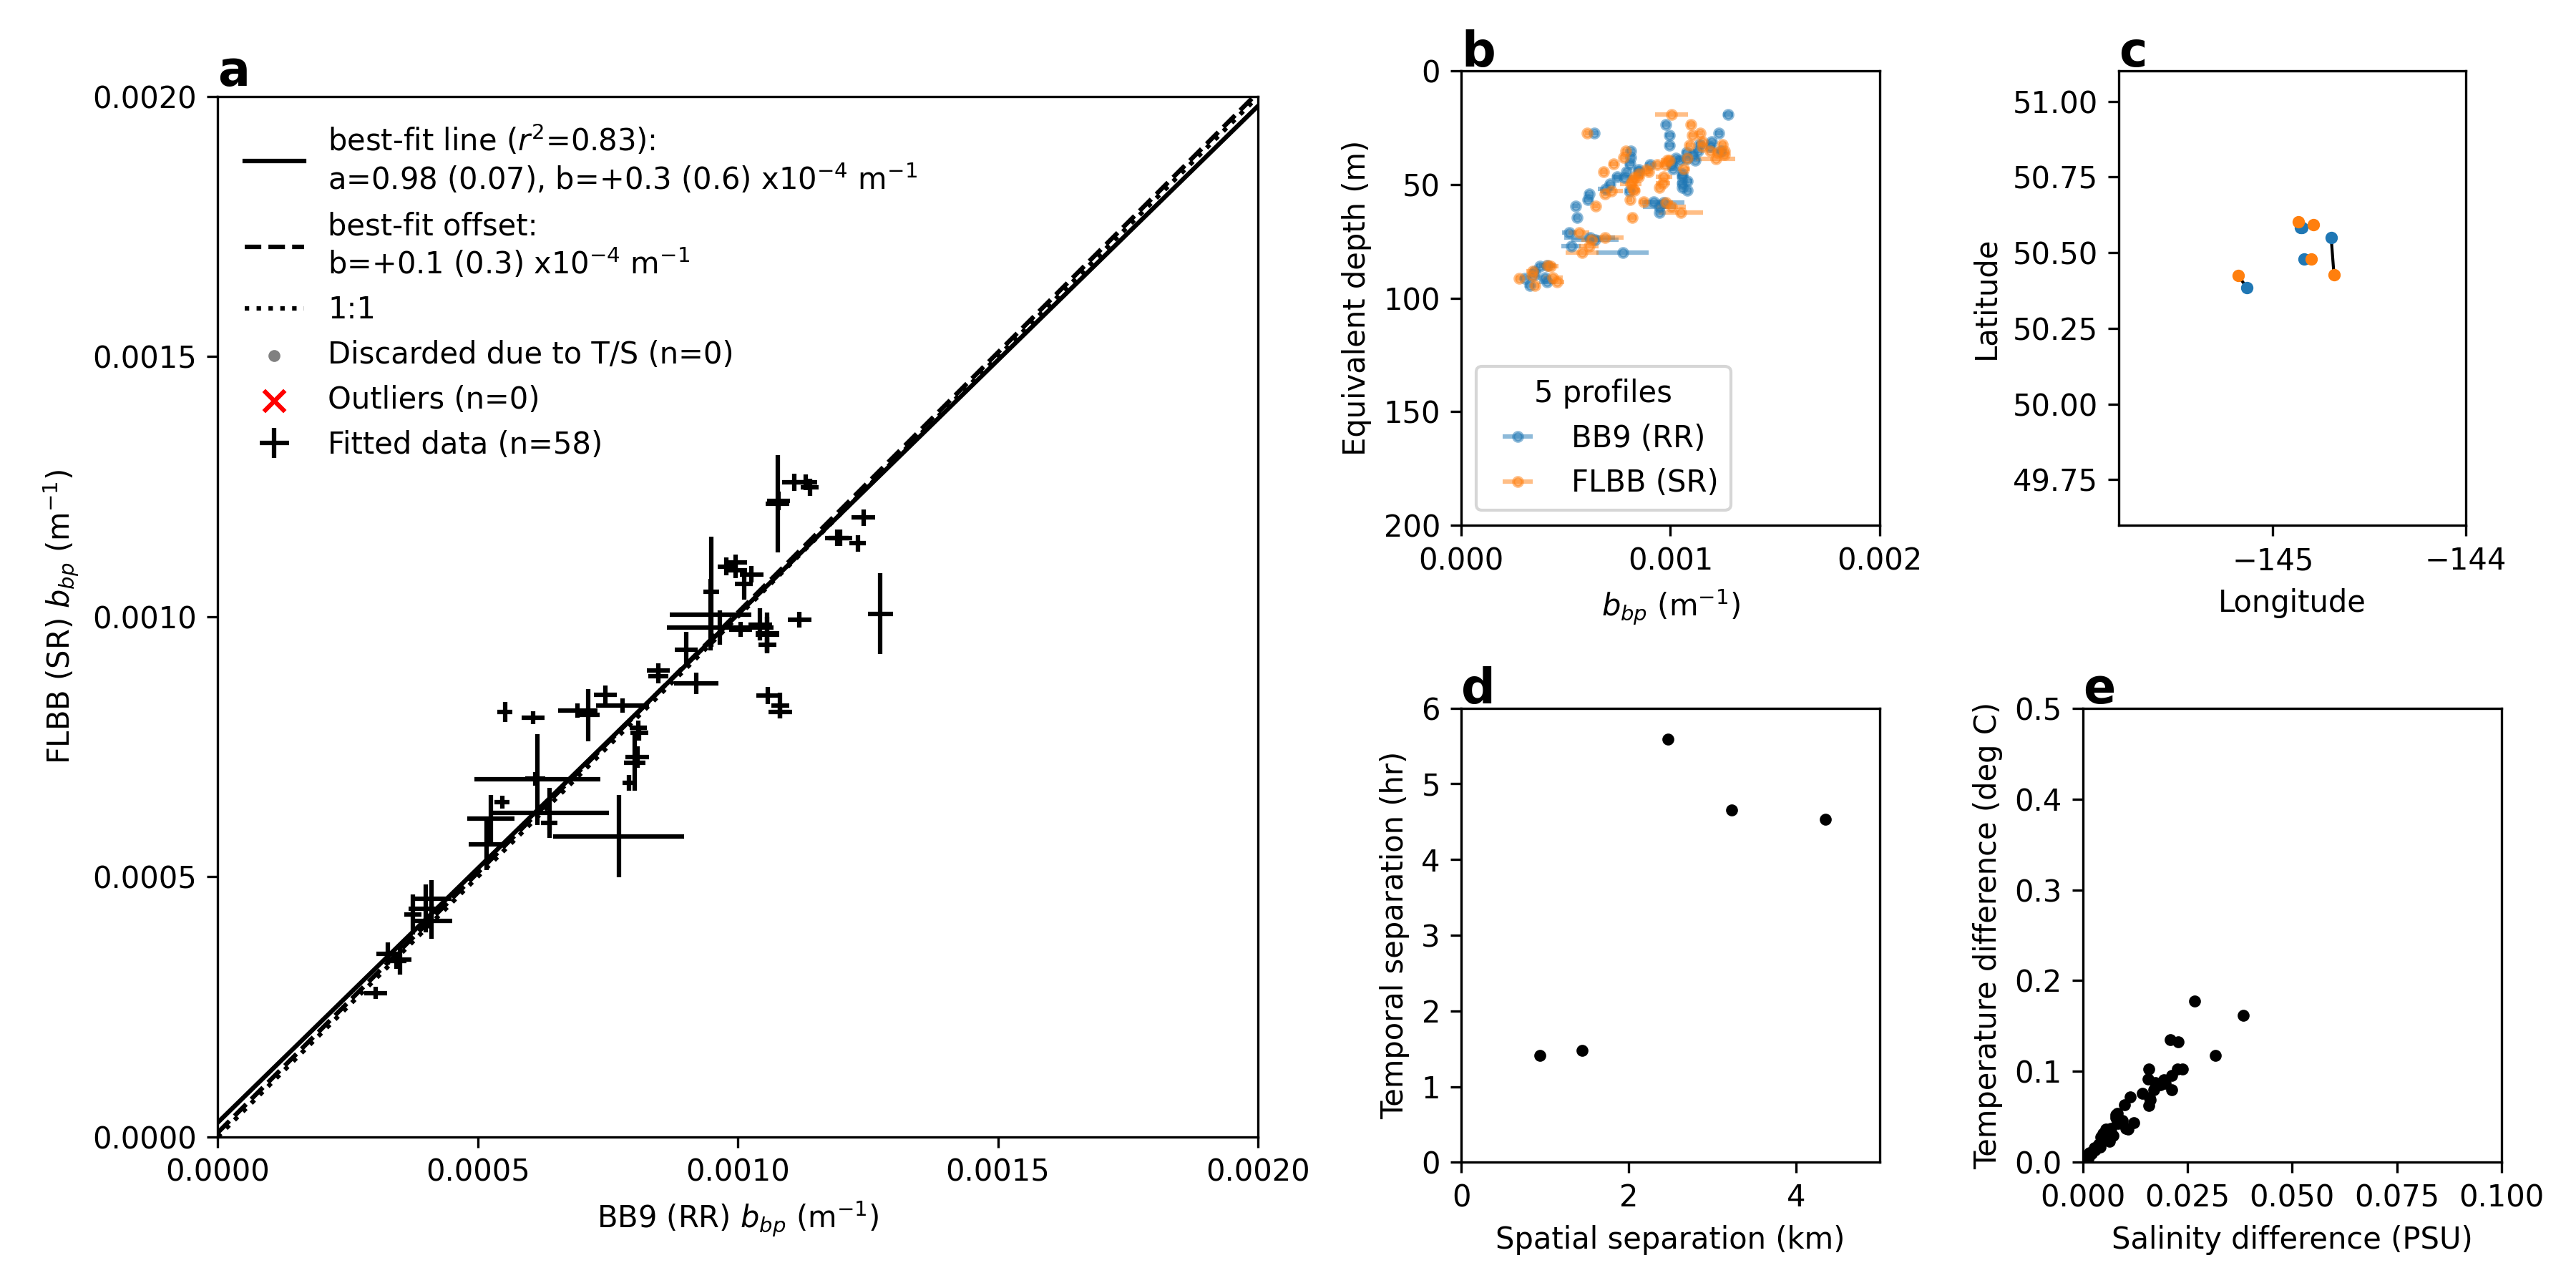 a
0.0020
0.0015
0.0010
0.0005
0.0000
FLBB (SR) b_bp (m⁻¹)
best-fit line (r²=0.83):
a=0.98 (0.07), b=+0.3 (0.6) x10⁻⁴ m⁻¹
best-fit offset:
b=+0.1 (0.3) x10⁻⁴ m⁻¹
1:1
Discarded due to T/S (n=0)
Outliers (n=0)
Fitted data (n=58)
0.0000 0.0005 0.0010 0.0015 0.0020
BB9 (RR) b_bp (m⁻¹)
b
0
50
100
150
200
Equivalent depth (m)
5 profiles
BB9 (RR)
FLBB (SR)
0.000 0.001 0.002
b_bp (m⁻¹)
c
51.00
50.75
50.50
50.25
50.00
49.75
Latitude
−145 −144
Longitude
d
6
5
4
3
2
1
0
Temporal separation (hr)
0 2 4
Spatial separation (km)
e
0.5
0.4
0.3
0.2
0.1
0.0
Temperature difference (deg C)
0.000 0.025 0.050 0.075 0.100
Salinity difference (PSU)